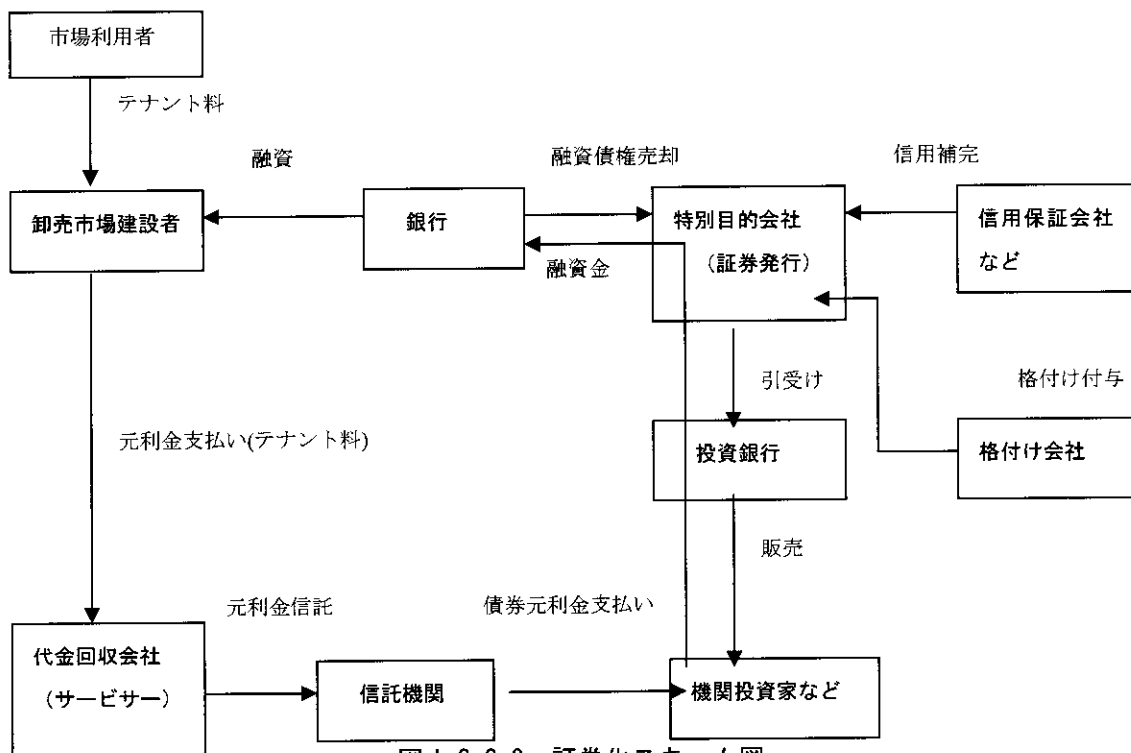 市場利用者
テナント料
融資
融資債権売却
信用補完
卸売市場建設者
銀行
特別目的会社
（証券発行）
信用保証会社
など
融資金
引受け
格付け付与
元利金支払い(テナント料)
投資銀行
格付け会社
販売
元利金信託
債券元利金支払い
代金回収会社
（サービサー）
信託機関
機関投資家など
証券化スキーム図